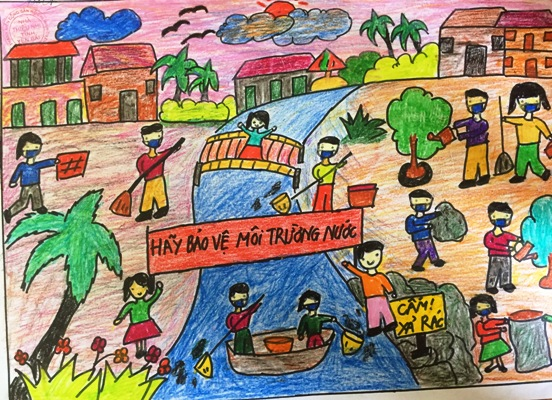 HÃY BẢO VỆ MÔI TRƯỜNG NƯỚC
CẤM!
XẢ RÁC